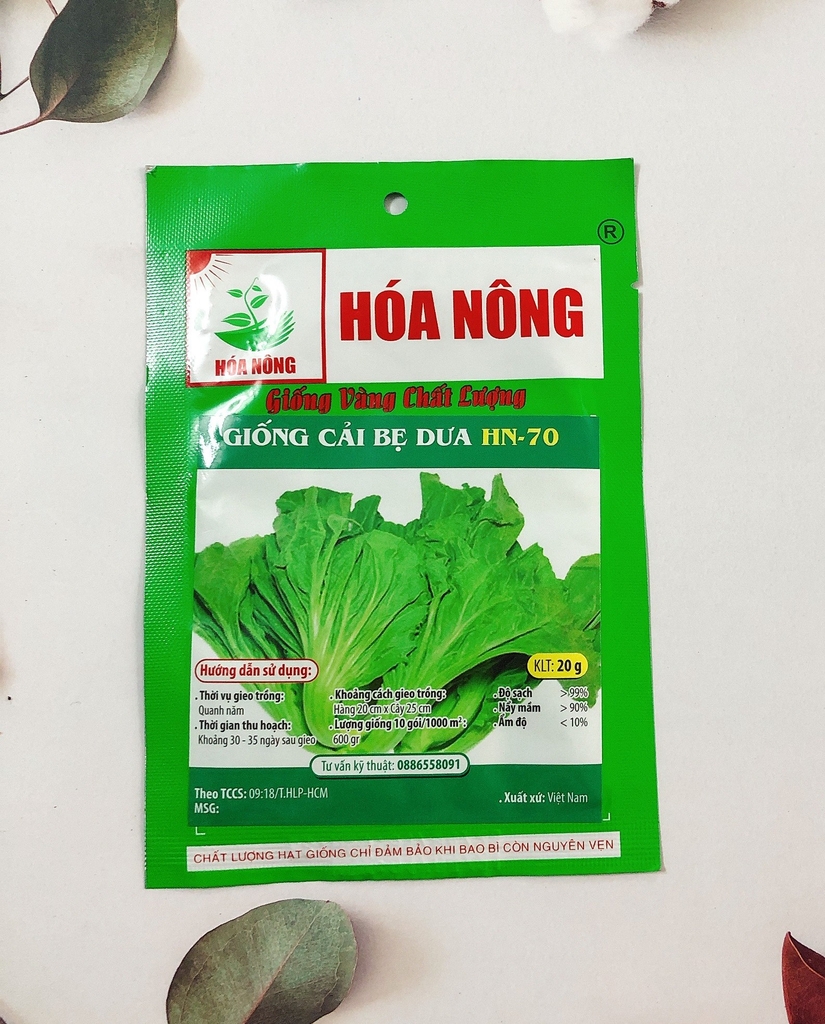 ®
HÓA NÔNG
HÓA NÔNG
Giống Vàng Chất Lượng
GIỐNG CẢI BẸ DƯA HN-70
Hướng dẫn sử dụng:
KLT: 20 g
. Thời vụ gieo trồng:
Quanh năm
. Thời gian thu hoạch:
Khoảng 30 - 35 ngày sau gieo
. Khoảng cách gieo trồng:
Hàng 20 cm x Cây 25 cm
. Lượng giống 10 gói/1000 m²:
600 gr
. Độ sạch > 99%
. Nẩy mầm > 90%
. Ẩm độ < 10%
Tư vấn kỹ thuật: 0886558091
Theo TCCS: 09:18/T.HLP-HCM
MSG:
. Xuất xứ: Việt Nam
CHẤT LƯỢNG HẠT GIỐNG CHỈ ĐẢM BẢO KHI BAO BÌ CÒN NGUYÊN VẸN